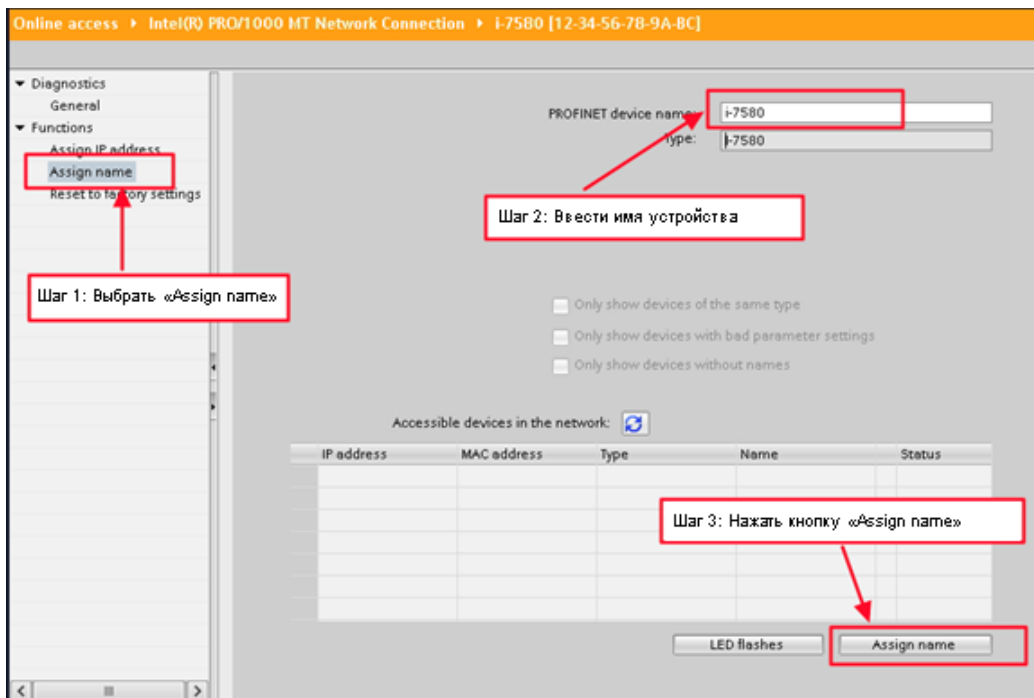 Online access ▸ Intel(R) PRO/1000 MT Network Connection ▸ i-7580 [12-34-56-78-9A-BC]
Diagnostics
General
Functions
Assign IP address
Assign name
Reset to factory settings
PROFINET device name: i-7580
Type: i-7580
Шаг 2: Ввести имя устройства
Шаг 1: Выбрать «Assign name»
Only show devices of the same type
Only show devices with bad parameter settings
Only show devices without names
Accessible devices in the network:
IP address MAC address Type Name Status
Шаг 3: Нажать кнопку «Assign name»
LED flashes Assign name